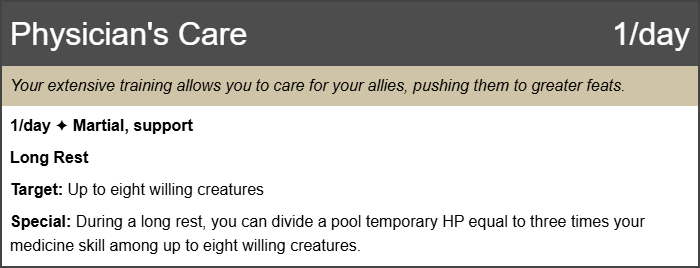 Physician's Care 1/day
Your extensive training allows you to care for your allies, pushing them to greater feats.
1/day ✦ Martial, support
Long Rest
Target: Up to eight willing creatures
Special: During a long rest, you can divide a pool temporary HP equal to three times your
medicine skill among up to eight willing creatures.